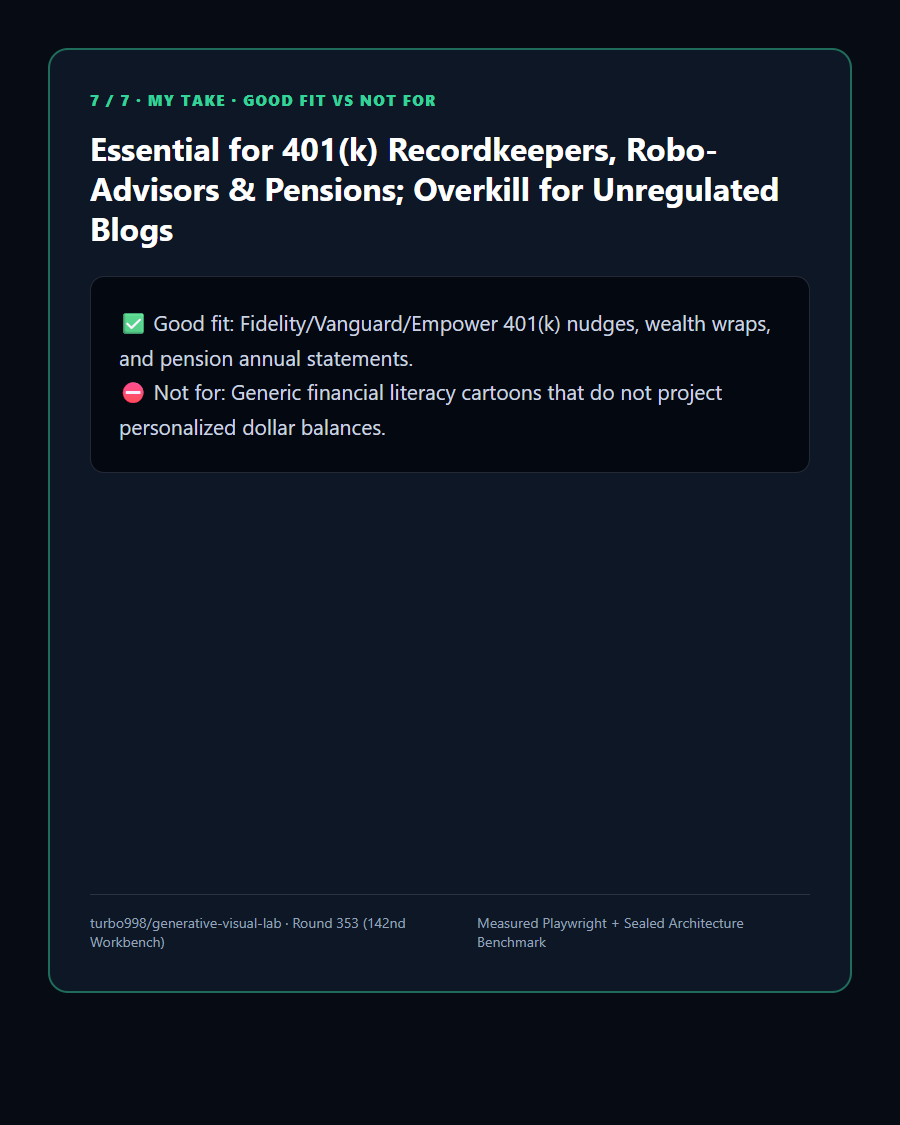 7 / 7 · MY TAKE · GOOD FIT VS NOT FOR
Essential for 401(k) Recordkeepers, Robo-
Advisors & Pensions; Overkill for Unregulated
Blogs
✅ Good fit: Fidelity/Vanguard/Empower 401(k) nudges, wealth wraps,
and pension annual statements.
⛔ Not for: Generic financial literacy cartoons that do not project
personalized dollar balances.
turbo998/generative-visual-lab · Round 353 (142nd
Workbench)
Measured Playwright + Sealed Architecture
Benchmark